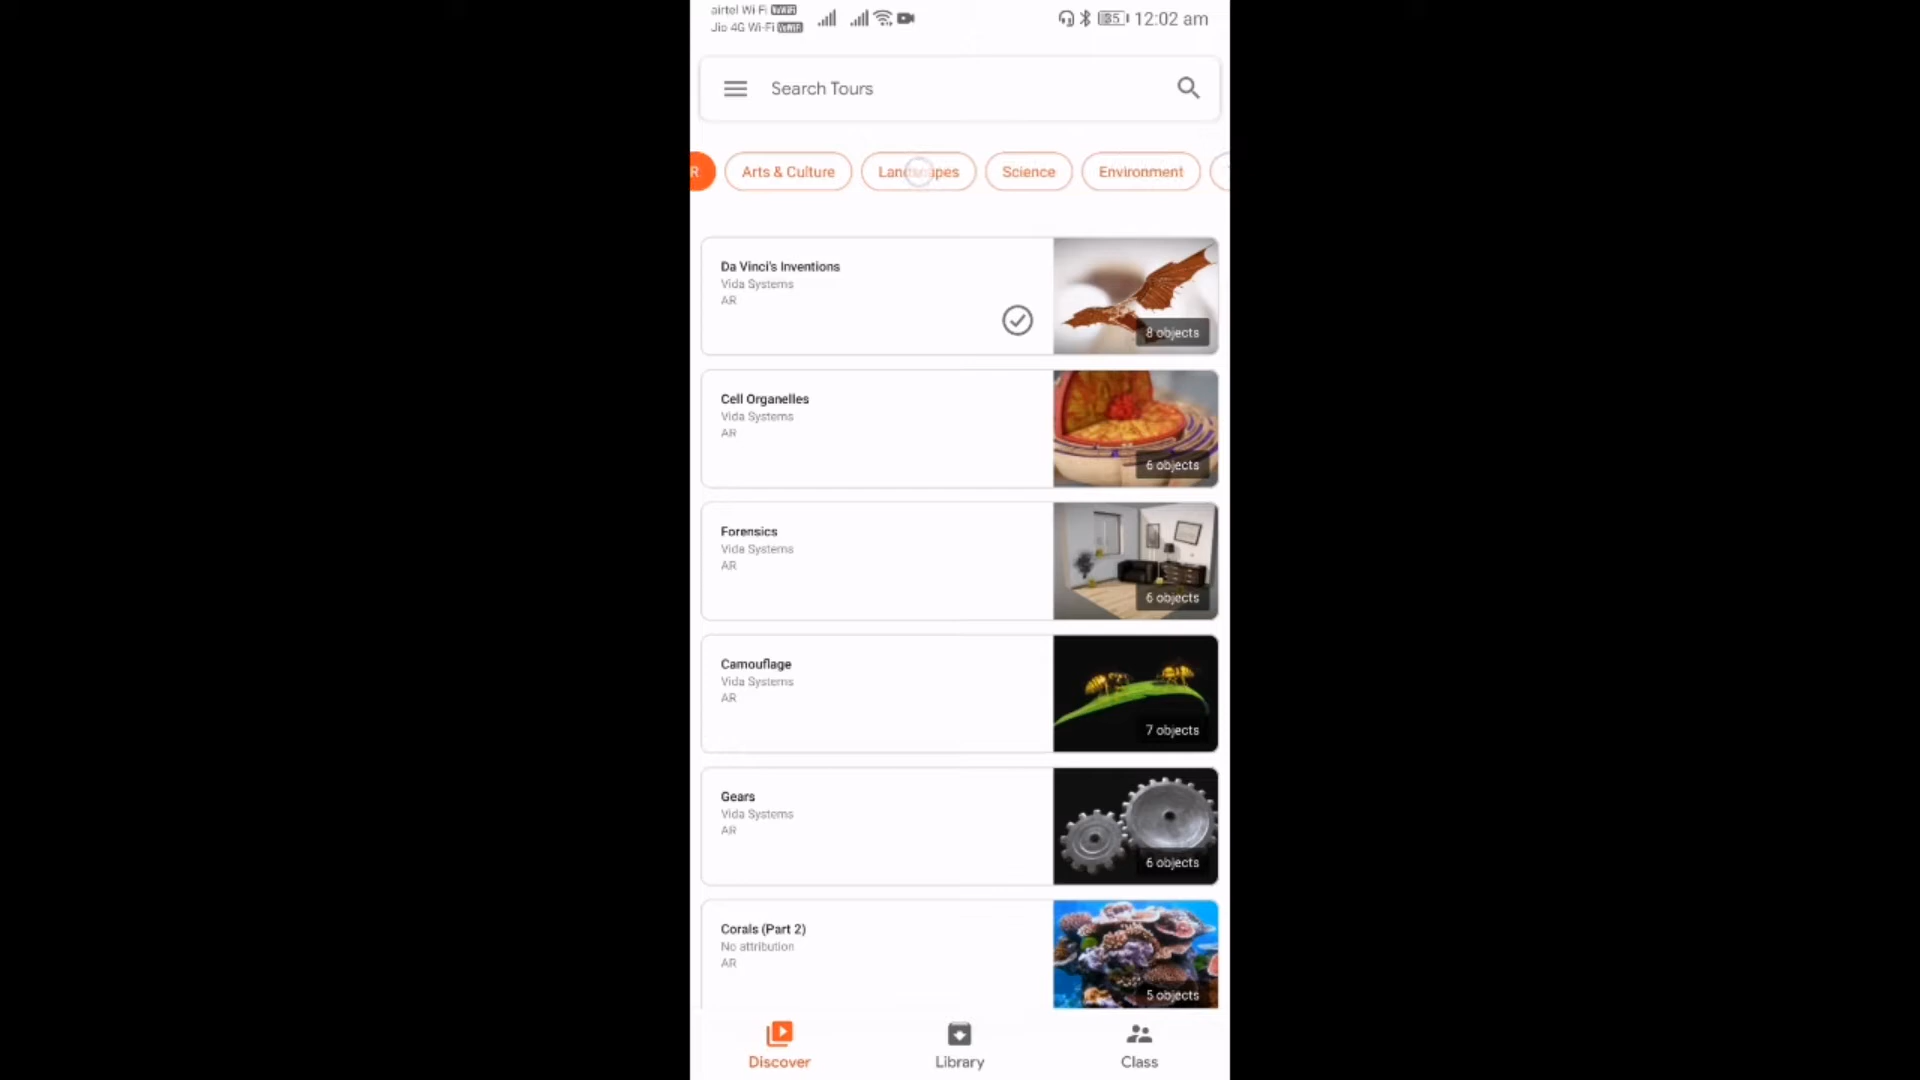 airtel Wi-Fi VoWiFi
Jio 4G Wi-Fi VoWiFi
35
12:02 am
Search Tours
R
Arts & Culture
Landscapes
Science
Environment
Da Vinci's Inventions
Vida Systems
AR
8 objects
Cell Organelles
Vida Systems
AR
6 objects
Forensics
Vida Systems
AR
6 objects
Camouflage
Vida Systems
AR
7 objects
Gears
Vida Systems
AR
6 objects
Corals (Part 2)
No attribution
AR
5 objects
Discover
Library
Class